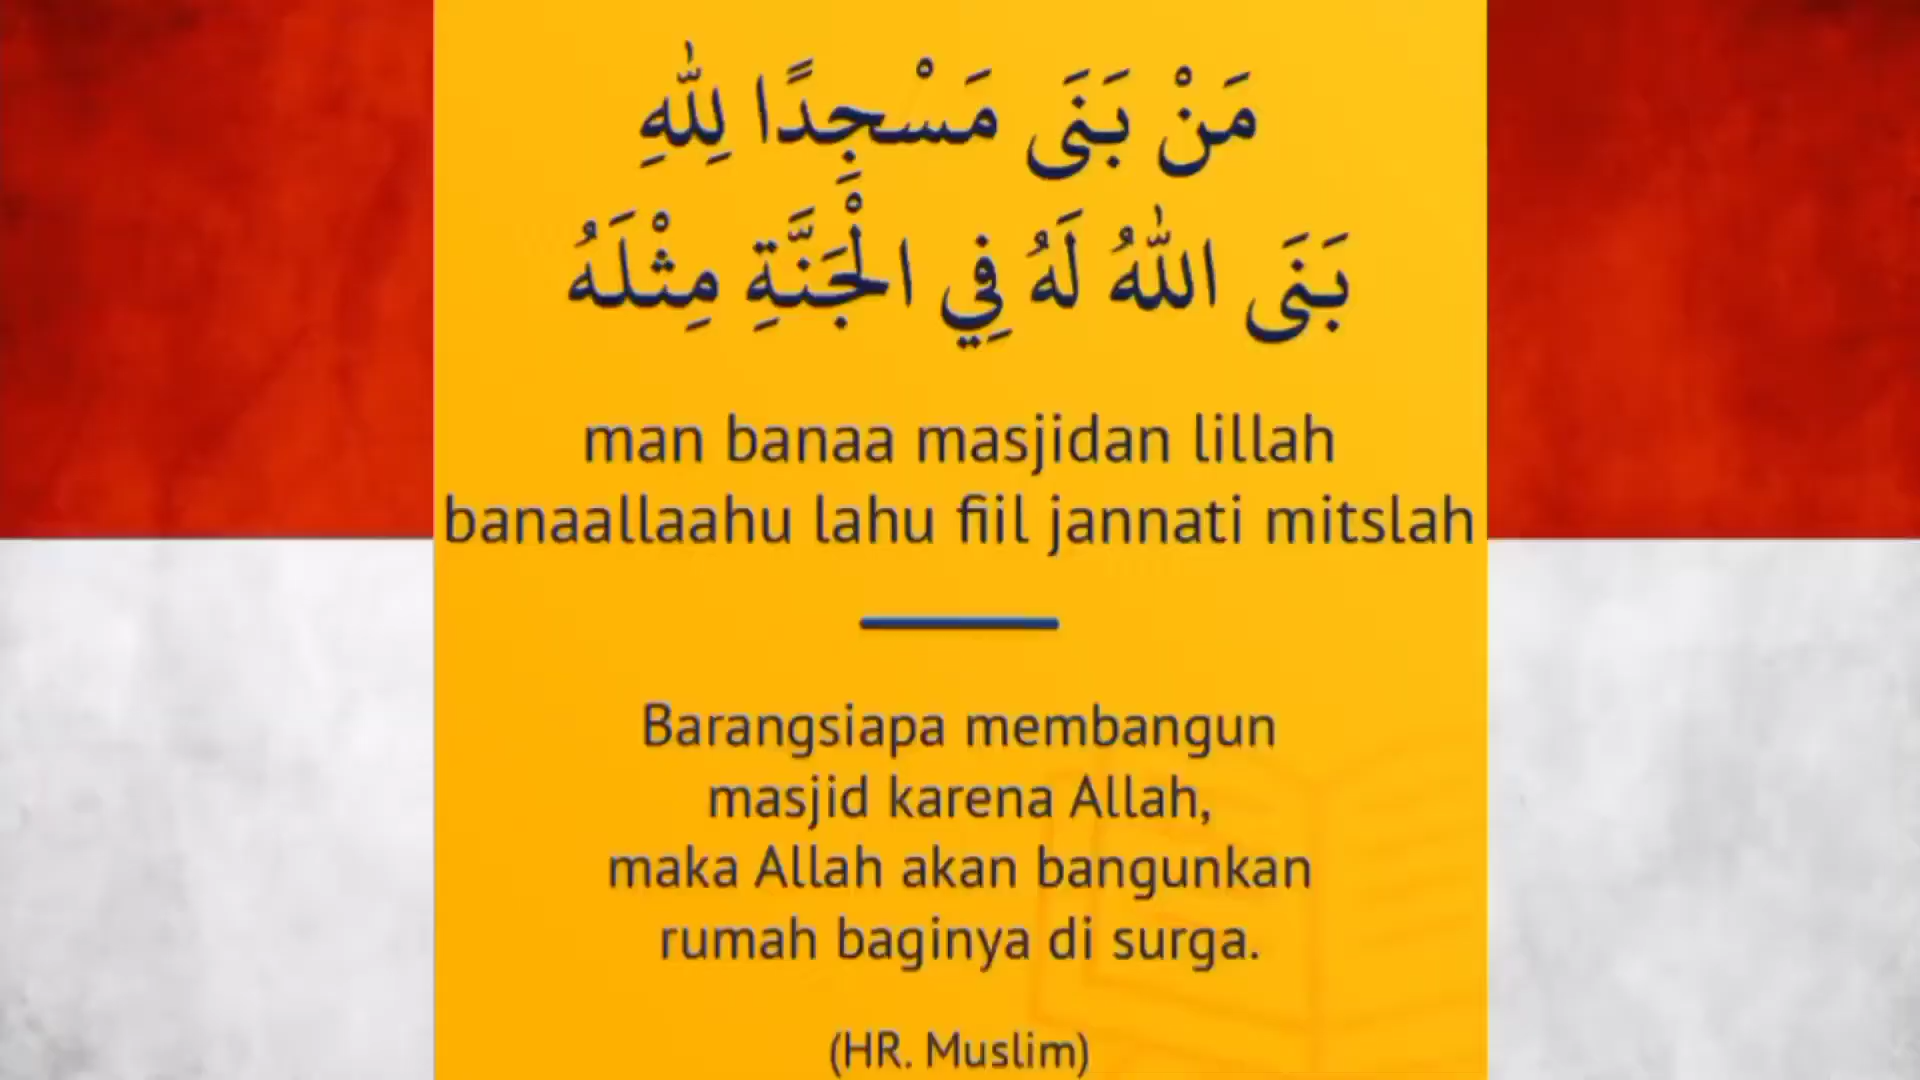 مَنْ بَنَى مَسْجِدًا لِلّٰهِ
بَنَى اللّٰهُ لَهُ فِي الْجَنَّةِ مِثْلَهُ
man banaa masjidan lillah
banaallaahu lahu fiil jannati mitslah
Barangsiapa membangun
masjid karena Allah,
maka Allah akan bangunkan
rumah baginya di surga.
(HR. Muslim)